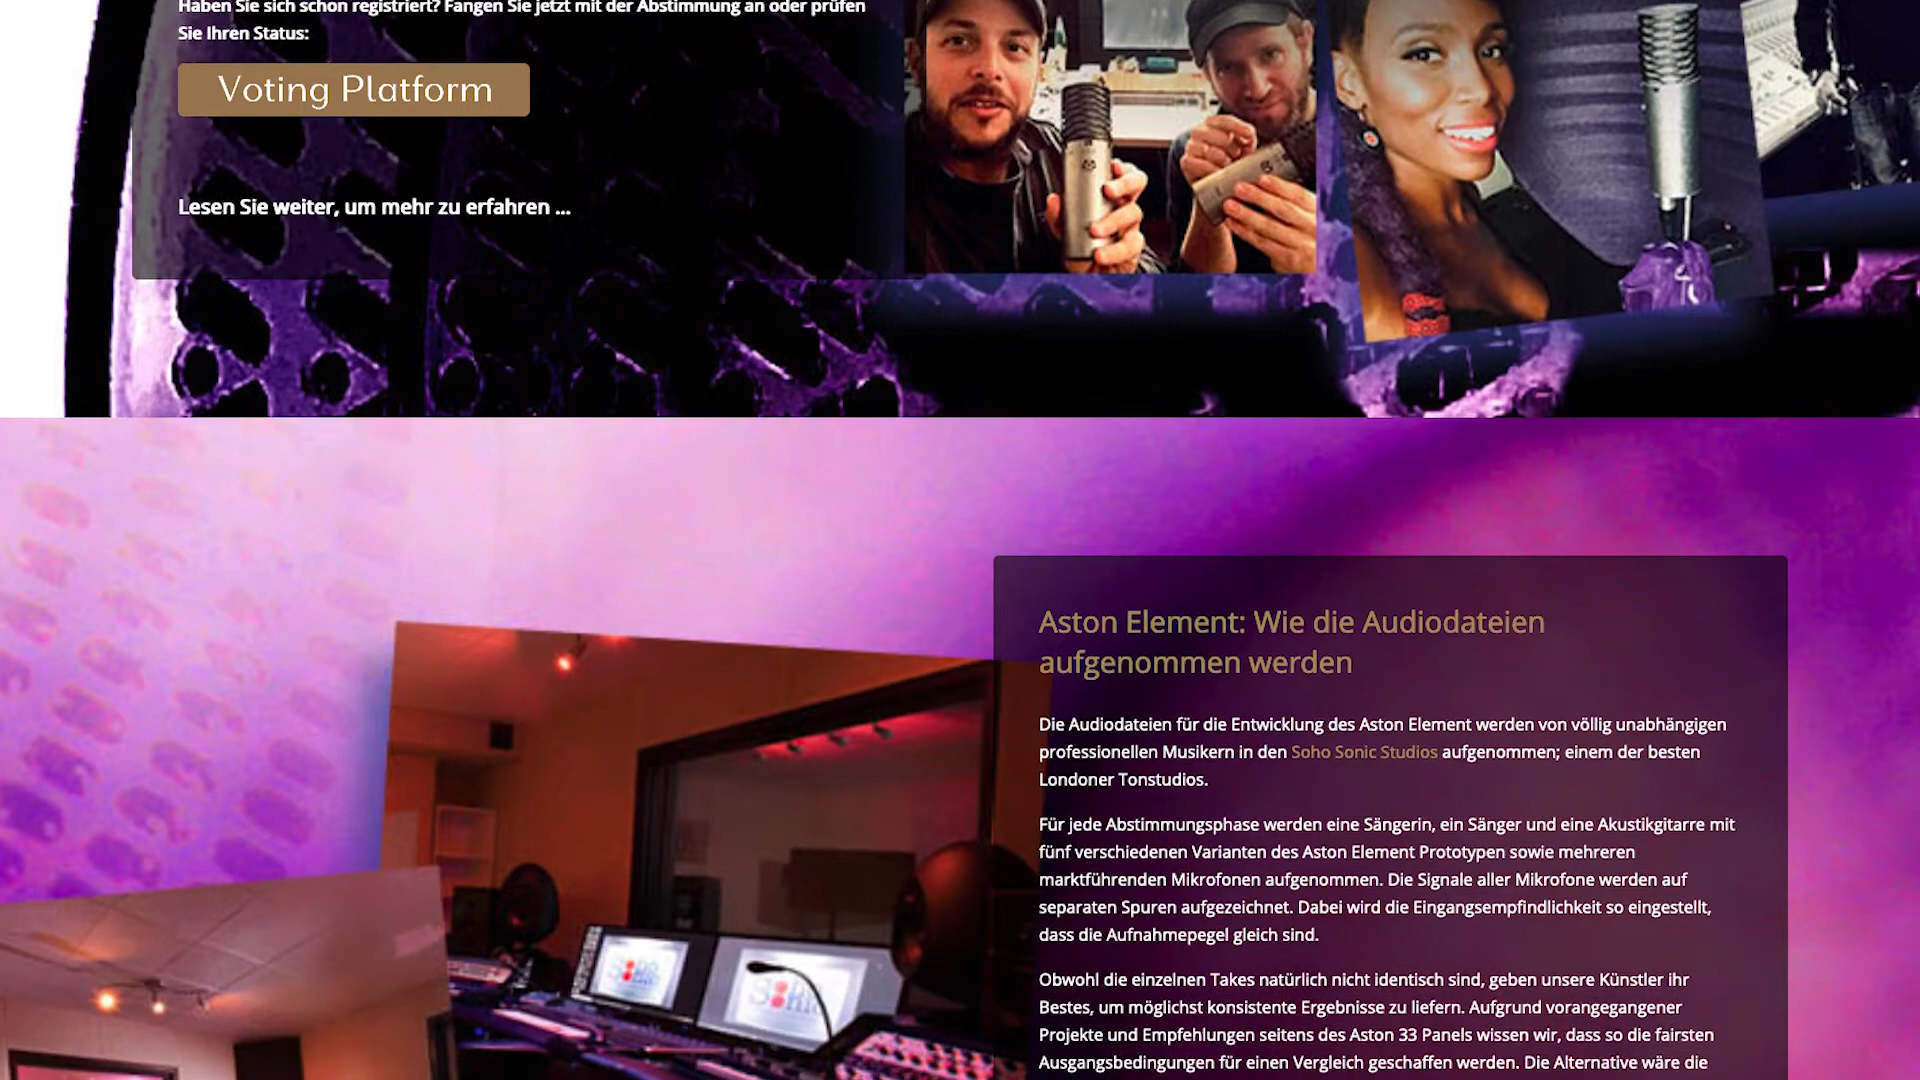 Haben Sie sich schon registriert? Fangen Sie jetzt mit der Abstimmung an oder prüfen
Sie Ihren Status:
Voting Platform
Lesen Sie weiter, um mehr zu erfahren ...
Aston Element: Wie die Audiodateien
aufgenommen werden
Die Audiodateien für die Entwicklung des Aston Element werden von völlig unabhängigen
professionellen Musikern in den Soho Sonic Studios aufgenommen; einem der besten
Londoner Tonstudios.
Für jede Abstimmungsphase werden eine Sängerin, ein Sänger und eine Akustikgitarre mit
fünf verschiedenen Varianten des Aston Element Prototypen sowie mehreren
marktführenden Mikrofonen aufgenommen. Die Signale aller Mikrofone werden auf
separaten Spuren aufgezeichnet. Dabei wird die Eingangsempfindlichkeit so eingestellt,
dass die Aufnahmepegel gleich sind.
Obwohl die einzelnen Takes natürlich nicht identisch sind, geben unsere Künstler ihr
Bestes, um möglichst konsistente Ergebnisse zu liefern. Aufgrund vorangegangener
Projekte und Empfehlungen seitens des Aston 33 Panels wissen wir, dass so die fairsten
Ausgangsbedingungen für einen Vergleich geschaffen werden. Die Alternative wäre die